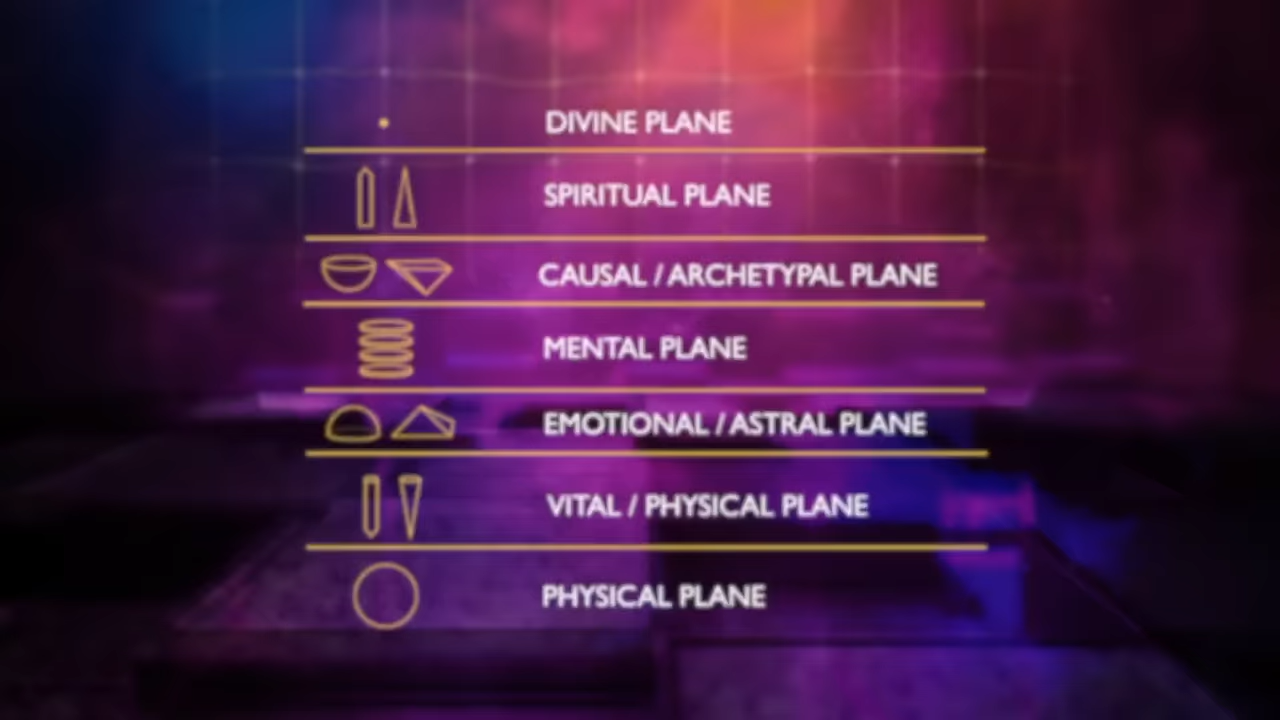 DIVINE PLANE
SPIRITUAL PLANE
CAUSAL / ARCHETYPAL PLANE
MENTAL PLANE
EMOTIONAL / ASTRAL PLANE
VITAL / PHYSICAL PLANE
PHYSICAL PLANE